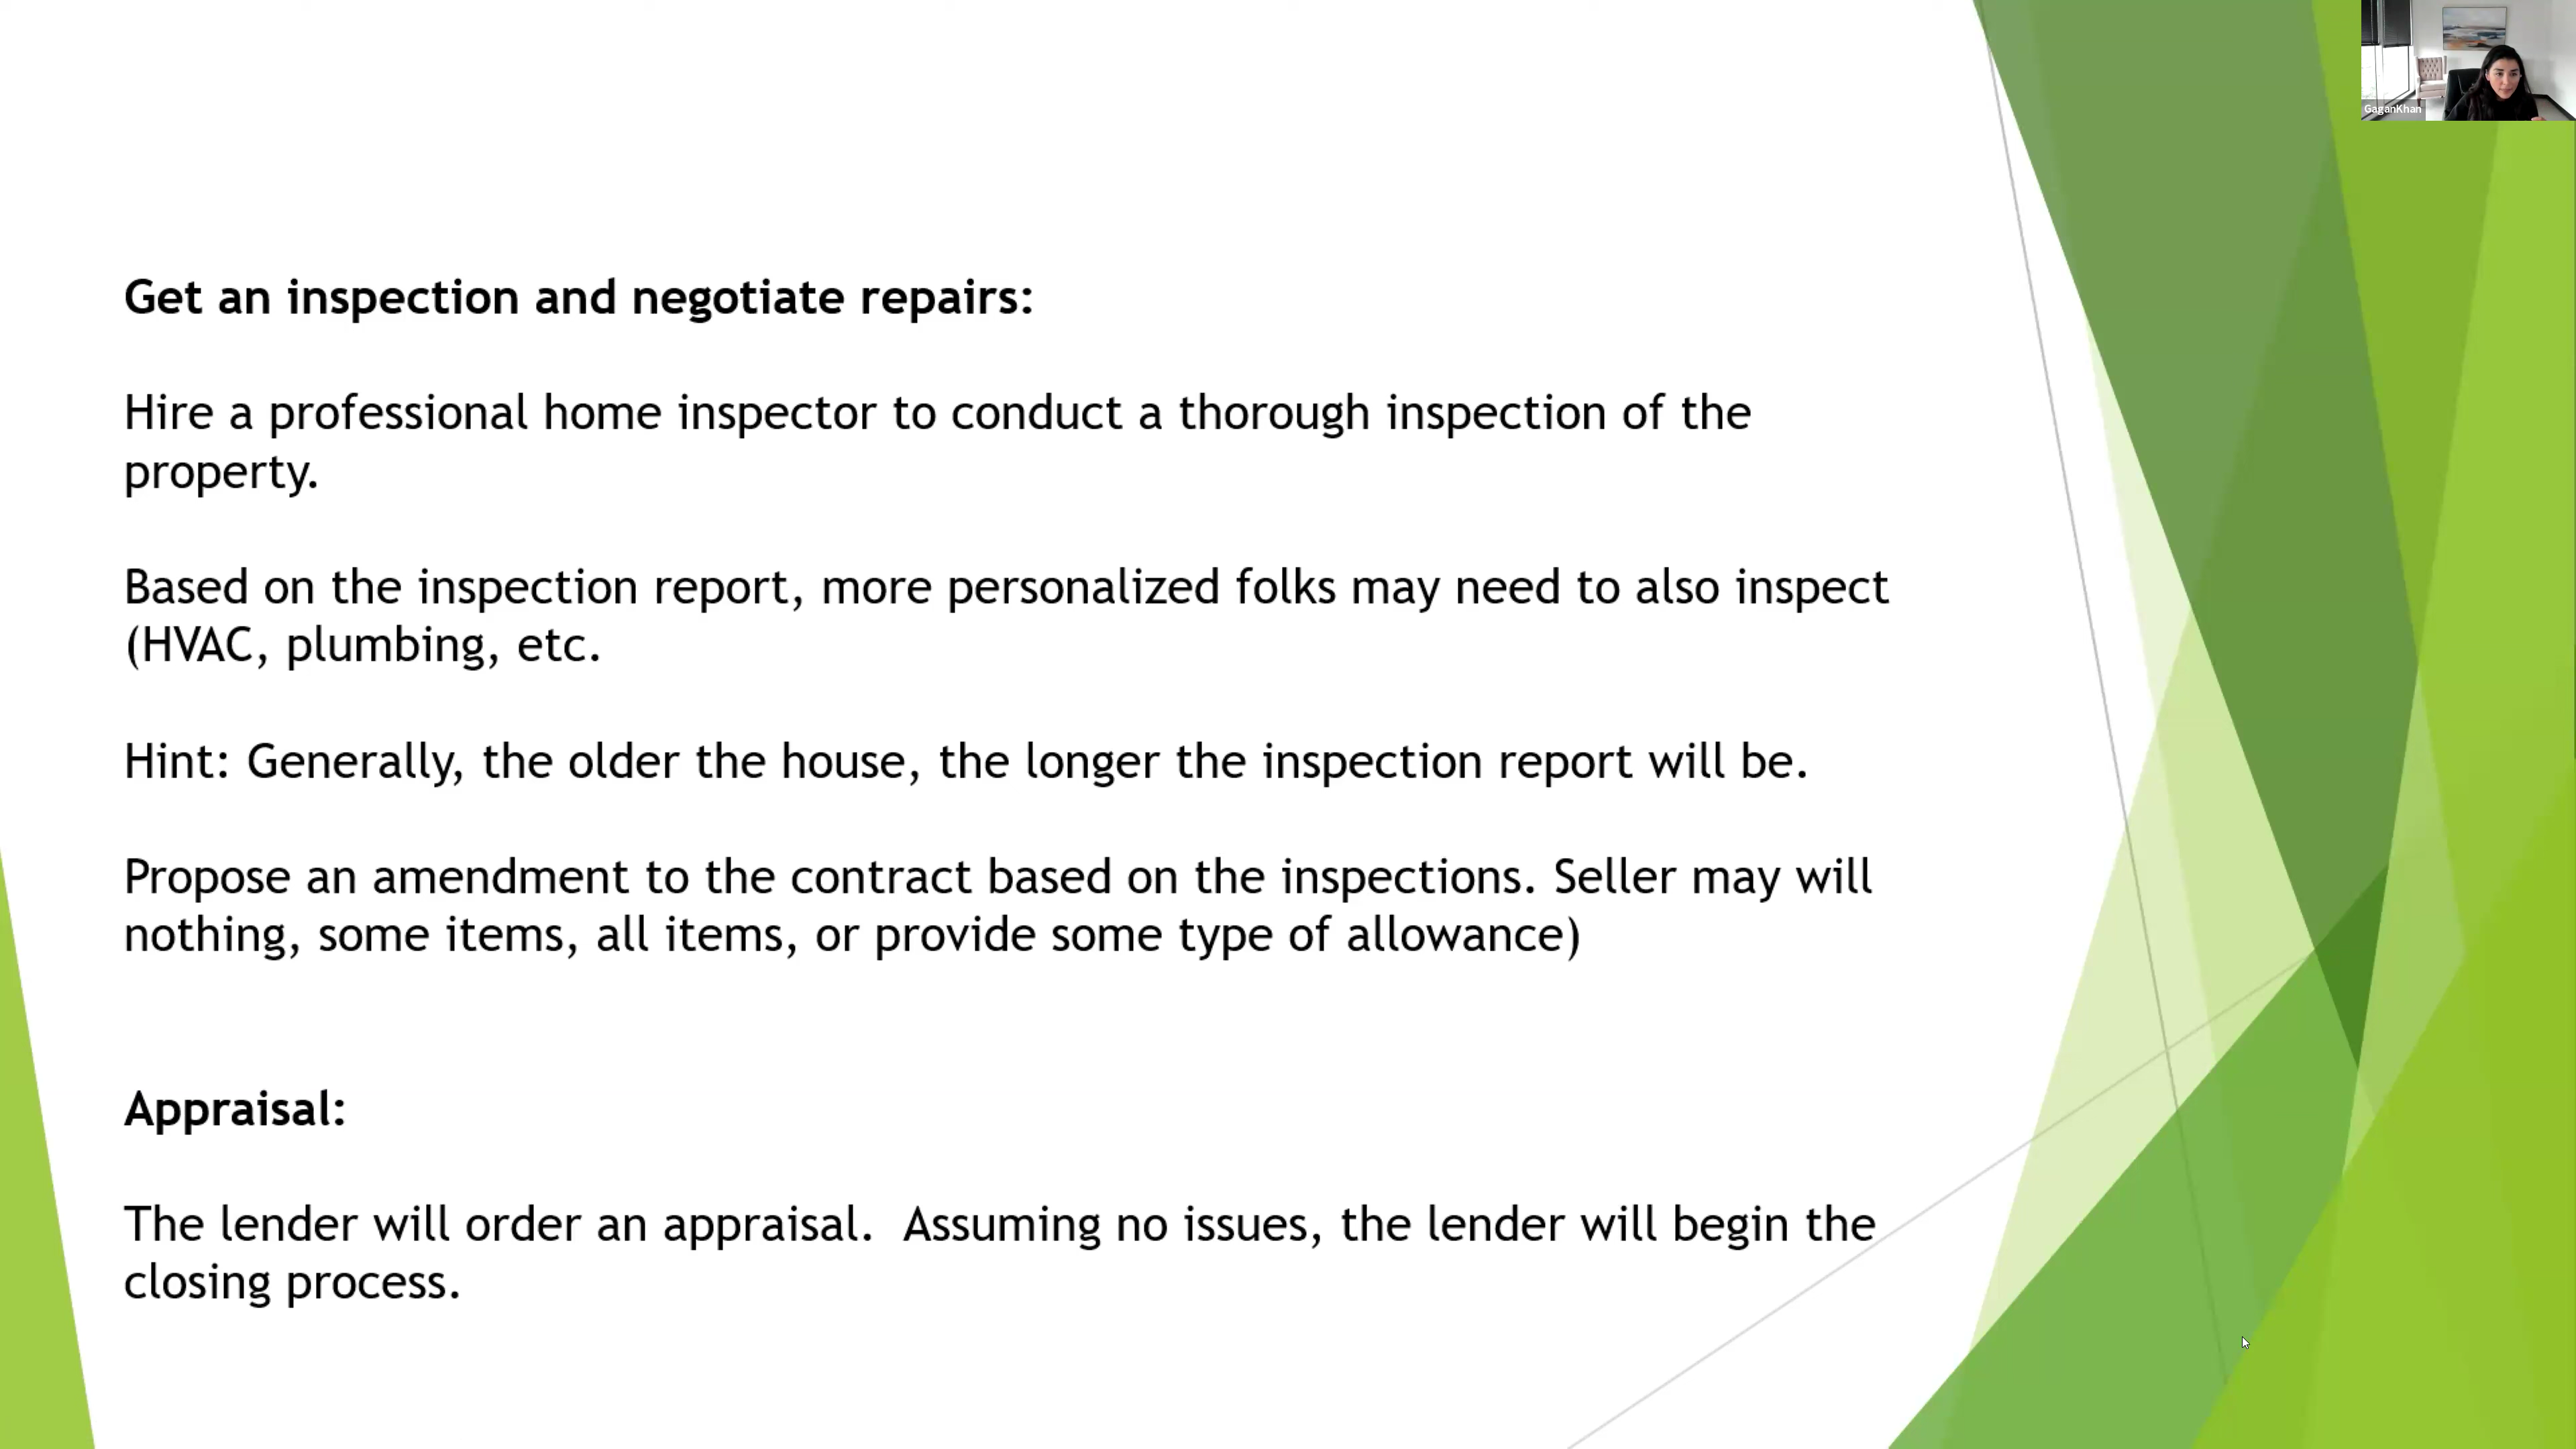 GaganKhan
Get an inspection and negotiate repairs:
Hire a professional home inspector to conduct a thorough inspection of the
property.
Based on the inspection report, more personalized folks may need to also inspect
(HVAC, plumbing, etc.
Hint: Generally, the older the house, the longer the inspection report will be.
Propose an amendment to the contract based on the inspections. Seller may will
nothing, some items, all items, or provide some type of allowance)
Appraisal:
The lender will order an appraisal.  Assuming no issues, the lender will begin the
closing process.